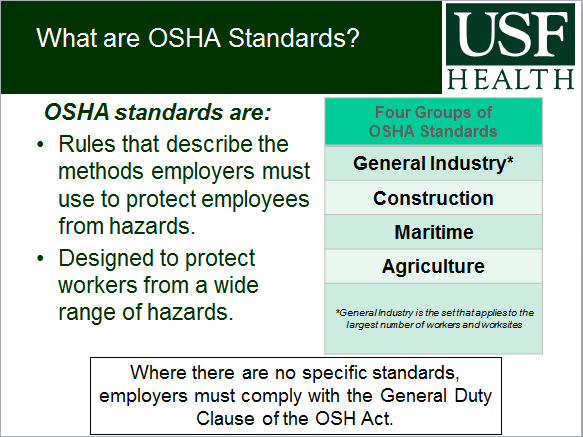 What are OSHA Standards?
USF
HEALTH
OSHA standards are:
• Rules that describe the
methods employers must
use to protect employees
from hazards.
• Designed to protect
workers from a wide
range of hazards.
Four Groups of
OSHA Standards
General Industry*
Construction
Maritime
Agriculture
*General Industry is the set that applies to the
largest number of workers and worksites
Where there are no specific standards,
employers must comply with the General Duty
Clause of the OSH Act.